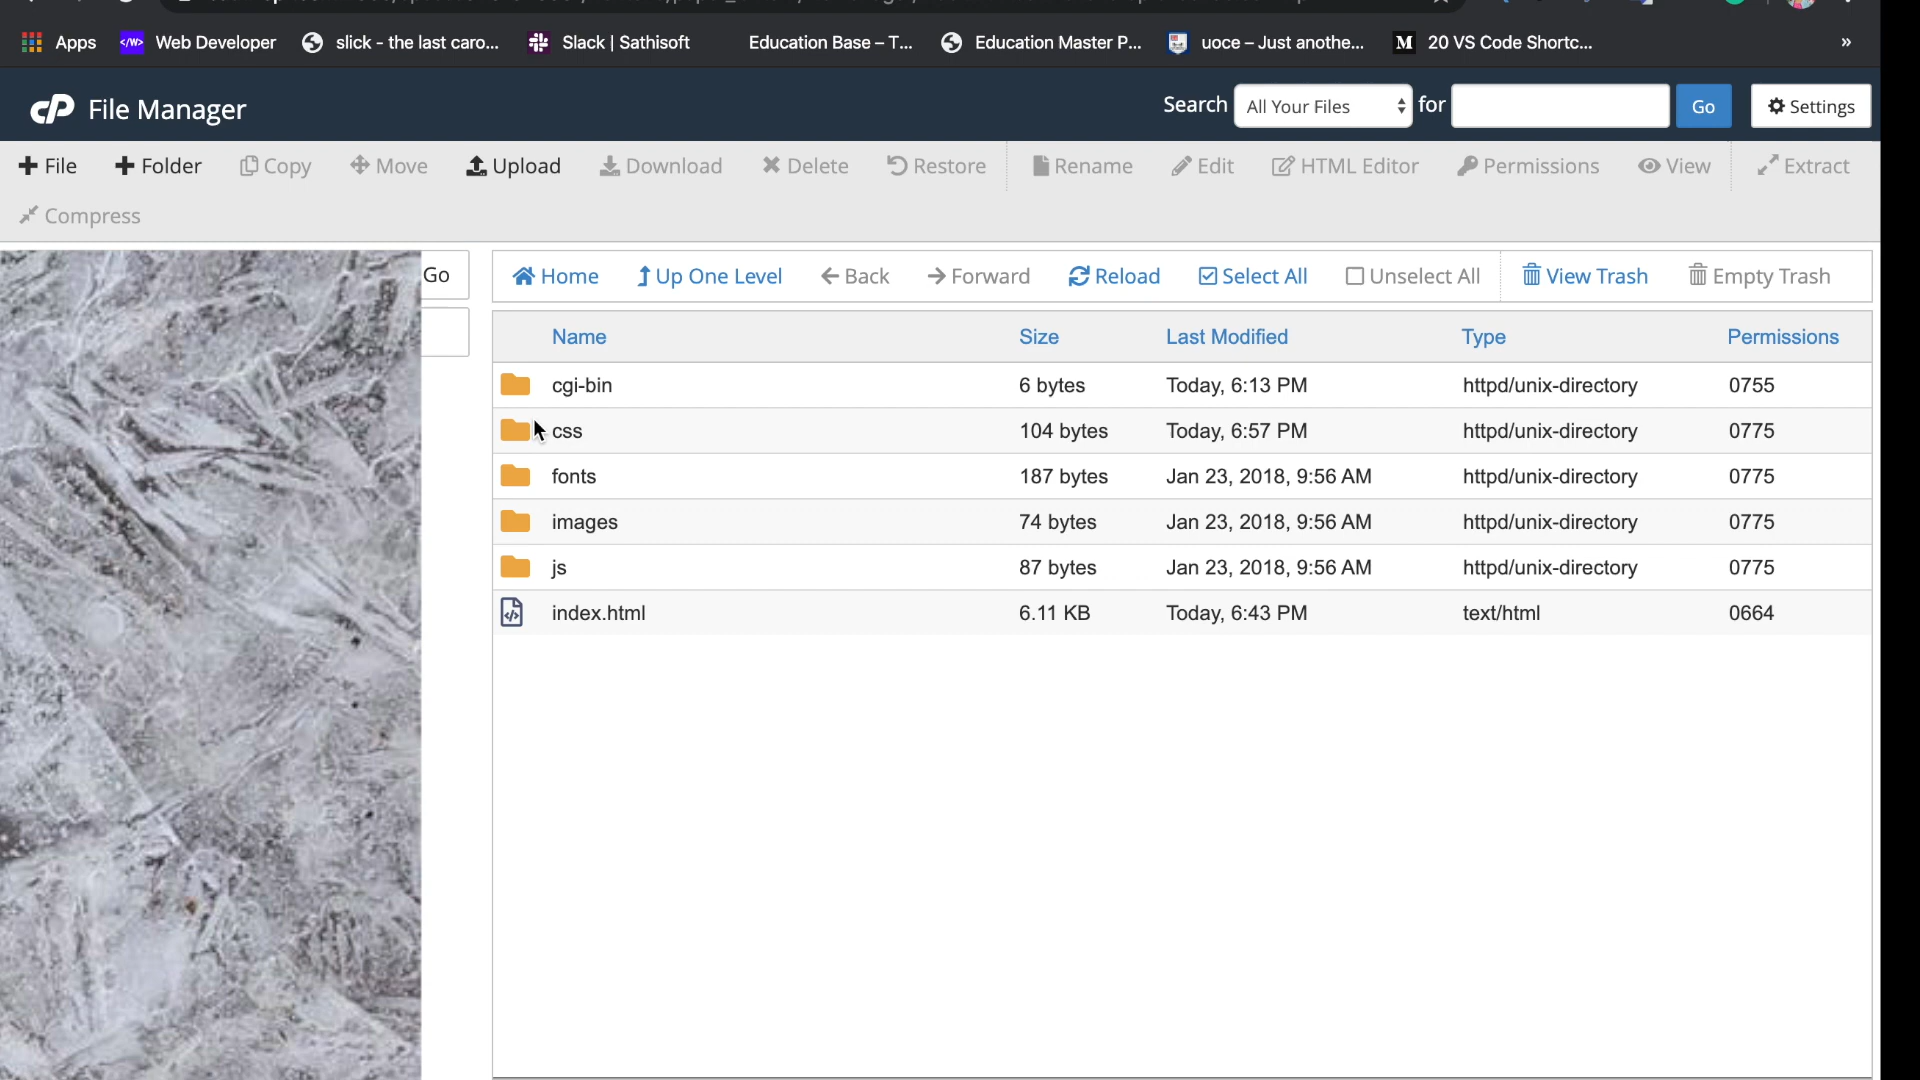 Apps
</W>
Web Developer
slick - the last caro...
Slack | Sathisoft
Education Base – T...
Education Master P...
uoce – Just anothe...
M
20 VS Code Shortc...
»
cP File Manager
Search
All Your Files
for
Go
Settings
File
Folder
Copy
Move
Upload
Download
Delete
Restore
Rename
Edit
HTML Editor
Permissions
View
Extract
Compress
Go
Home
Up One Level
Back
Forward
Reload
Select All
Unselect All
View Trash
Empty Trash
Name Size Last Modified Type Permissions
cgi-bin 6 bytes Today, 6:13 PM httpd/unix-directory 0755
css 104 bytes Today, 6:57 PM httpd/unix-directory 0775
fonts 187 bytes Jan 23, 2018, 9:56 AM httpd/unix-directory 0775
images 74 bytes Jan 23, 2018, 9:56 AM httpd/unix-directory 0775
js 87 bytes Jan 23, 2018, 9:56 AM httpd/unix-directory 0775
index.html 6.11 KB Today, 6:43 PM text/html 0664